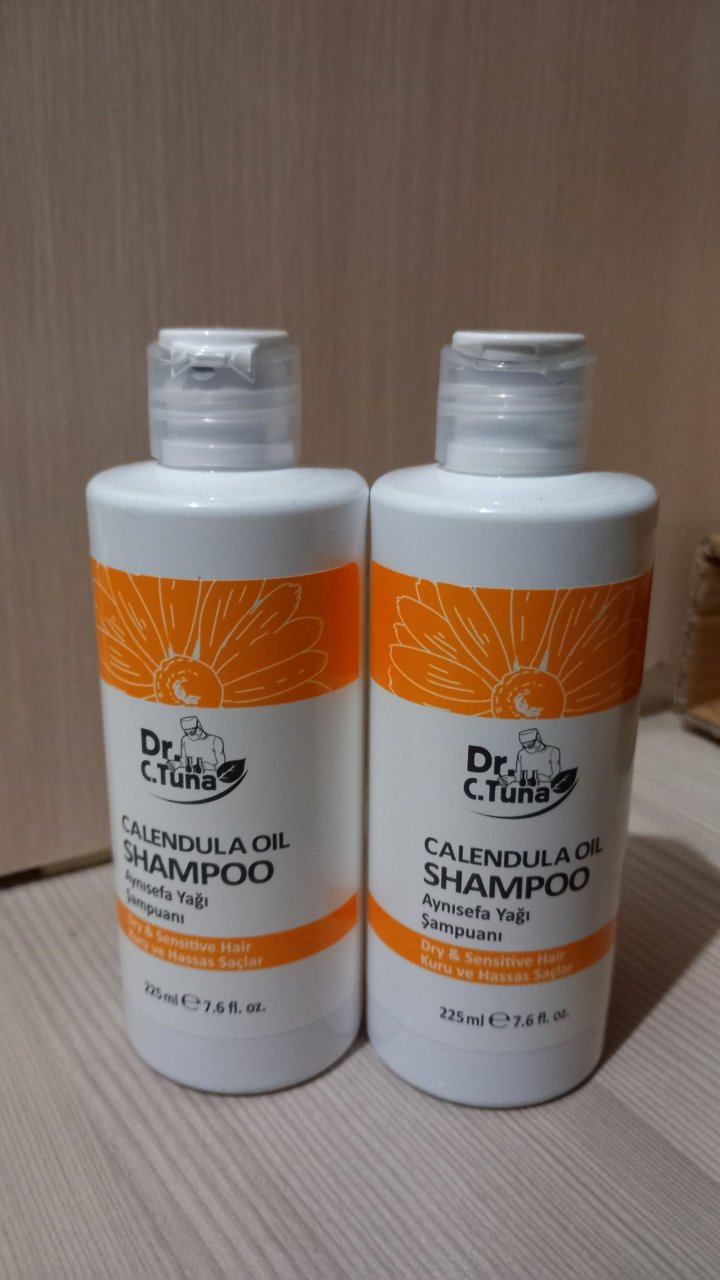 Dr.
C.Tuna
CALENDULA OIL
SHAMPOO
Aynısefa Yağı
Şampuanı
Dry & Sensitive Hair
Kuru ve Hassas Saçlar
225 ml ℮ 7.6 fl. oz.
Dr.
C.Tuna
CALENDULA OIL
SHAMPOO
Aynısefa Yağı
Şampuanı
Dry & Sensitive Hair
Kuru ve Hassas Saçlar
225 ml ℮ 7.6 fl. oz.